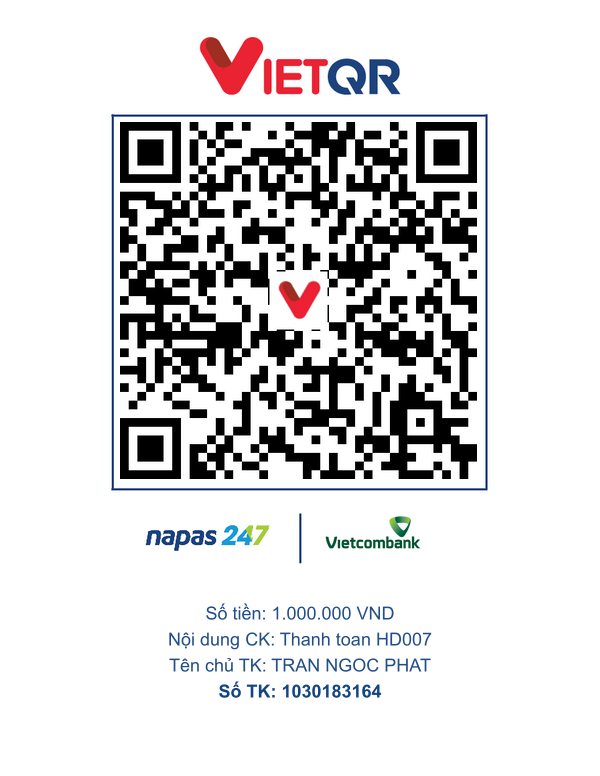 VIETQR
napas 247
Vietcombank
Số tiền: 1.000.000 VND
Nội dung CK: Thanh toan HD007
Tên chủ TK: TRAN NGOC PHAT
Số TK: 1030183164